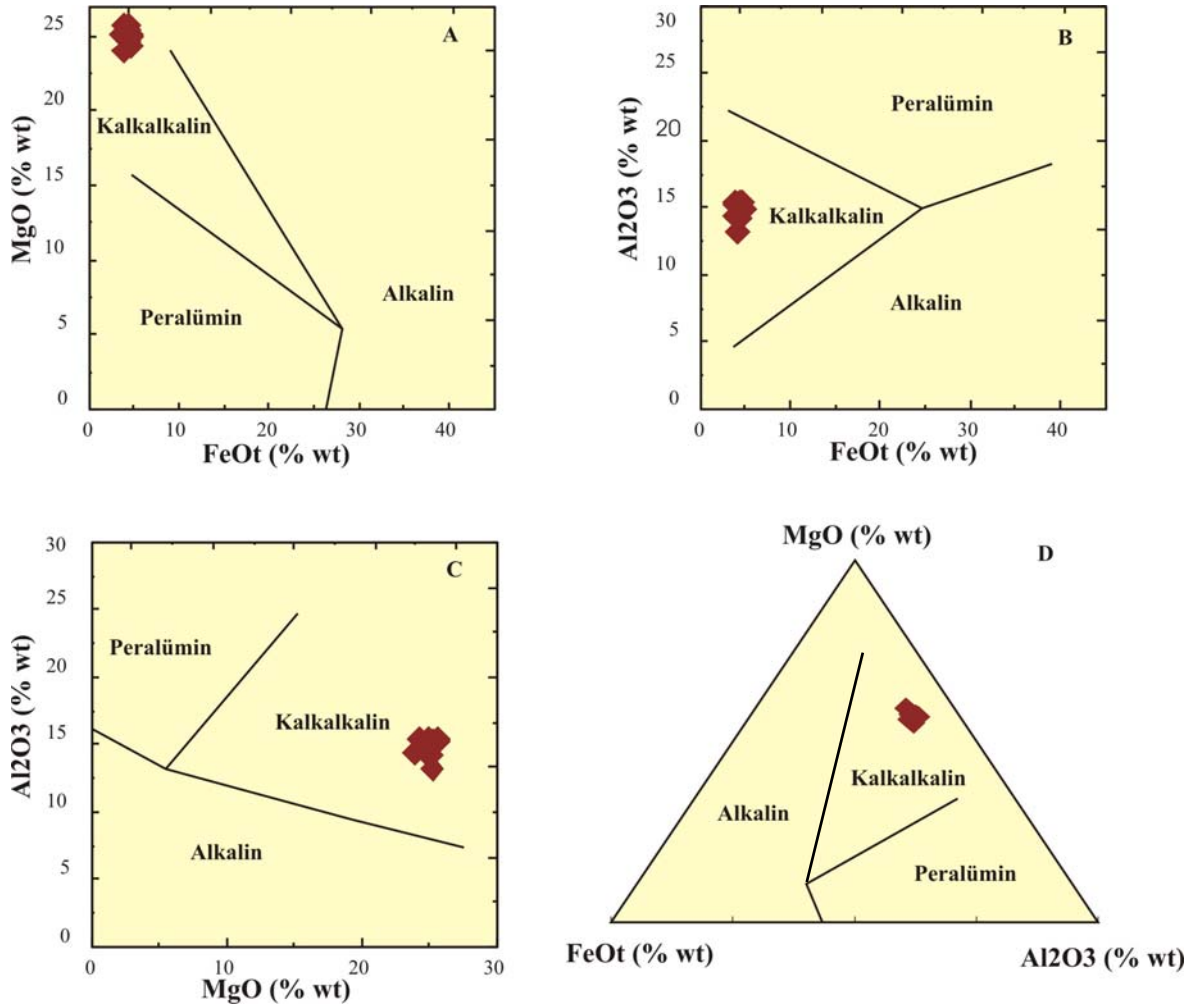 A
MgO (% wt)
25
20
15
10
5
0
Kalkalkalin
Peralümin
Alkalin
0 10 20 30 40
FeOt (% wt)
B
Al2O3 (% wt)
30
25
20
15
10
5
0
Peralümin
Kalkalkalin
Alkalin
0 10 20 30 40
FeOt (% wt)
C
Al2O3 (% wt)
30
25
20
15
10
5
0
Peralümin
Kalkalkalin
Alkalin
0 10 20 30
MgO (% wt)
MgO (% wt)
D
Kalkalkalin
Alkalin
Peralümin
FeOt (% wt)
Al2O3 (% wt)